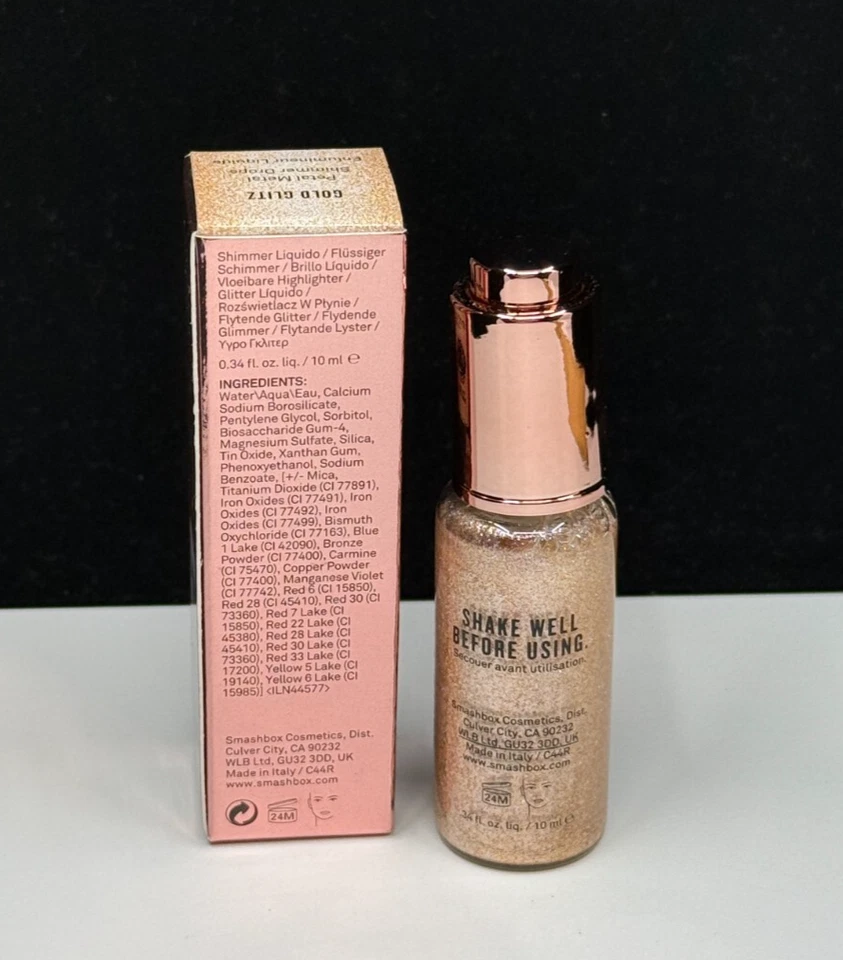 GOLD GLITZ
Petal Metal
Shimmer Drops
Enlumineur Liquide
Shimmer Liquido / Flüssiger
Schimmer / Brillo Líquido /
Vloeibare Highlighter /
Glitter Líquido /
Rozświetlacz W Płynie /
Flytende Glitter / Flydende
Glimmer / Flytande Lyster /
Υγρο Γκλιτερ
0.34 fl. oz. liq. / 10 ml ℮
INGREDIENTS:
Water\Aqua\Eau, Calcium
Sodium Borosilicate,
Pentylene Glycol, Sorbitol,
Biosaccharide Gum-4,
Magnesium Sulfate, Silica,
Tin Oxide, Xanthan Gum,
Phenoxyethanol, Sodium
Benzoate, [+/- Mica,
Titanium Dioxide (CI 77891),
Iron Oxides (CI 77491), Iron
Oxides (CI 77492), Iron
Oxides (CI 77499), Bismuth
Oxychloride (CI 77163), Blue
1 Lake (CI 42090), Bronze
Powder (CI 77400), Carmine
(CI 75470), Copper Powder
(CI 77400), Manganese Violet
(CI 77742), Red 6 (CI 15850),
Red 28 (CI 45410), Red 30 (CI
73360), Red 7 Lake (CI
15850), Red 22 Lake (CI
45380), Red 28 Lake (CI
45410), Red 30 Lake (CI
73360), Red 33 Lake (CI
17200), Yellow 5 Lake (CI
19140), Yellow 6 Lake (CI
15985)] <ILN44577>
Smashbox Cosmetics, Dist.
Culver City, CA 90232
WLB Ltd, GU32 3DD, UK
Made in Italy / C44R
www.smashbox.com
24M
SHAKE WELL
BEFORE USING.
Secouer avant utilisation.
Smashbox Cosmetics, Dist.
Culver City, CA 90232
WLB Ltd, GU32 3DD, UK
Made in Italy / C44R
www.smashbox.com
24M
.34 fl. oz. liq. / 10 ml ℮